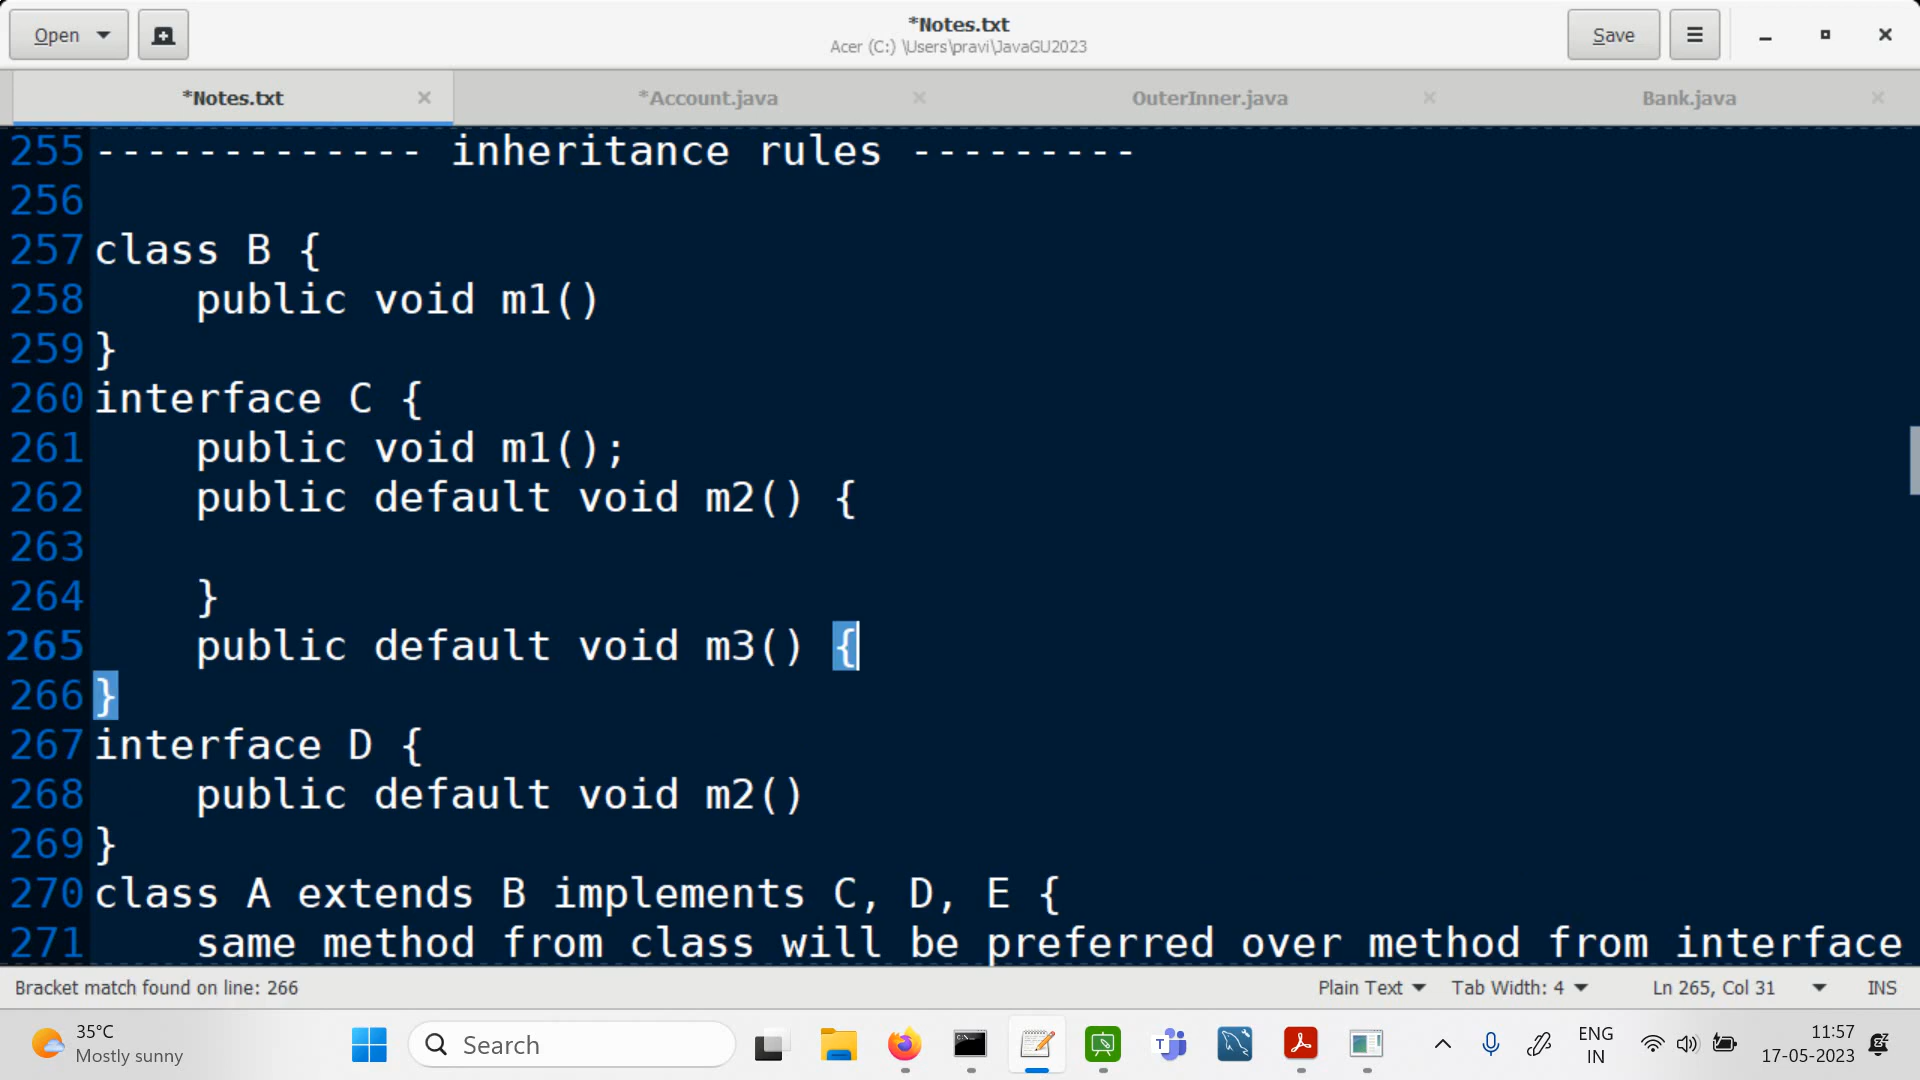 Open
*Notes.txt
Acer (C:) \Users\pravi\JavaGU2023
Save
*Notes.txt
*Account.java
OuterInner.java
Bank.java
255 ------------- inheritance rules ---------
256
257 class B {
258 public void m1()
259 }
260 interface C {
261 public void m1();
262 public default void m2() {
263
264 }
265 public default void m3() {
266 }
267 interface D {
268 public default void m2()
269 }
270 class A extends B implements C, D, E {
271 same method from class will be preferred over method from interface
Bracket match found on line: 266
Plain Text
Tab Width: 4
Ln 265, Col 31
INS
35°C
Mostly sunny
Search
ENG
IN
11:57
17-05-2023